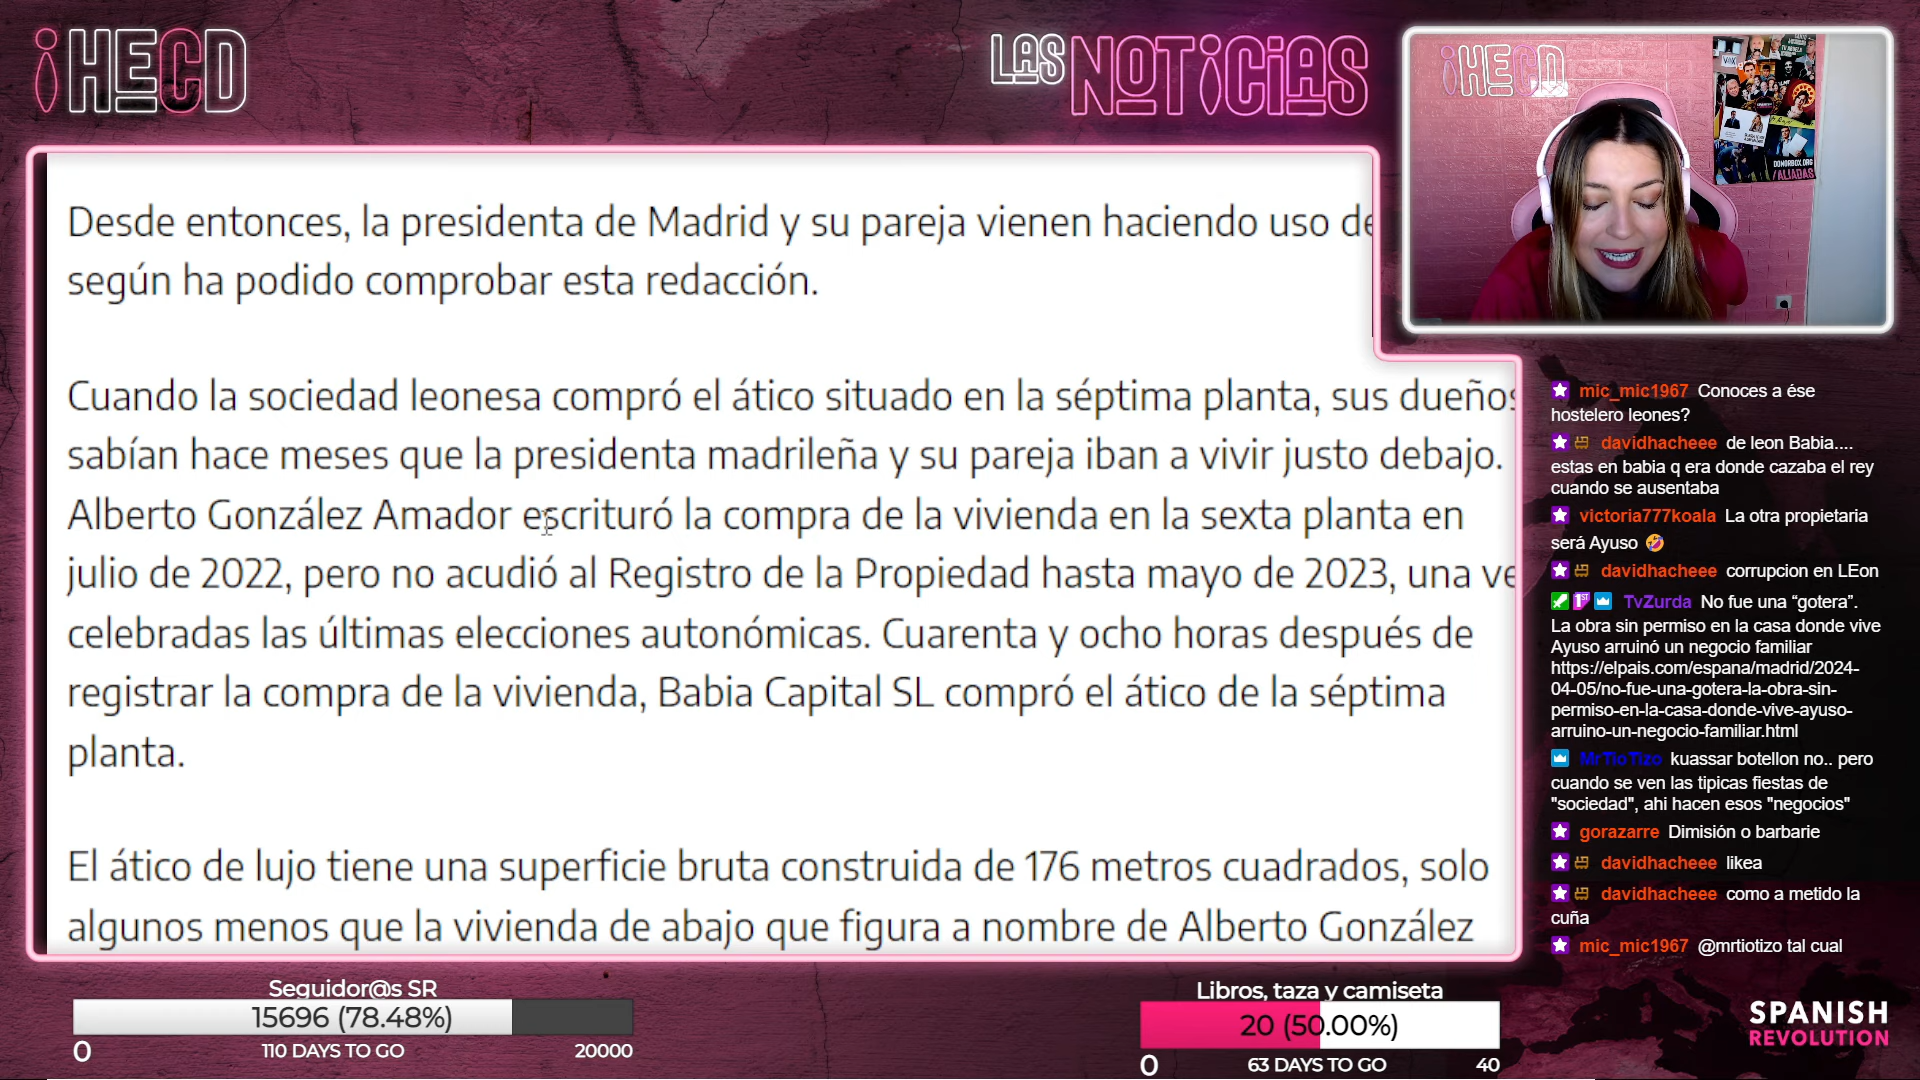 ¡HECD
LAS NOTICIAS
¡HECD
VOX
DONORBOX.ORG
/ALIADAS
Desde entonces, la presidenta de Madrid y su pareja vienen haciendo uso de
según ha podido comprobar esta redacción.
Cuando la sociedad leonesa compró el ático situado en la séptima planta, sus dueños
sabían hace meses que la presidenta madrileña y su pareja iban a vivir justo debajo.
Alberto González Amador escrituró la compra de la vivienda en la sexta planta en
julio de 2022, pero no acudió al Registro de la Propiedad hasta mayo de 2023, una ve
celebradas las últimas elecciones autonómicas. Cuarenta y ocho horas después de
registrar la compra de la vivienda, Babia Capital SL compró el ático de la séptima
planta.
El ático de lujo tiene una superficie bruta construida de 176 metros cuadrados, solo
algunos menos que la vivienda de abajo que figura a nombre de Alberto González
mic_mic1967 Conoces a ése
hostelero leones?
davidhacheee de leon Babia....
estas en babia q era donde cazaba el rey
cuando se ausentaba
victoria777koala La otra propietaria
será Ayuso 🤣
davidhacheee corrupcion en LEon
1ST TvZurda No fue una “gotera”.
La obra sin permiso en la casa donde vive
Ayuso arruinó un negocio familiar
https://elpais.com/espana/madrid/2024-
04-05/no-fue-una-gotera-la-obra-sin-
permiso-en-la-casa-donde-vive-ayuso-
arruino-un-negocio-familiar.html
MrTioTizo kuassar botellon no.. pero
cuando se ven las tipicas fiestas de
"sociedad", ahi hacen esos "negocios"
gorazarre Dimisión o barbarie
davidhacheee likea
davidhacheee como a metido la
cuña
mic_mic1967 @mrtiotizo tal cual
Seguidor@s SR
15696 (78.48%)
0 110 DAYS TO GO 20000
Libros, taza y camiseta
20 (50.00%)
0 63 DAYS TO GO 40
SPANISH
REVOLUTION